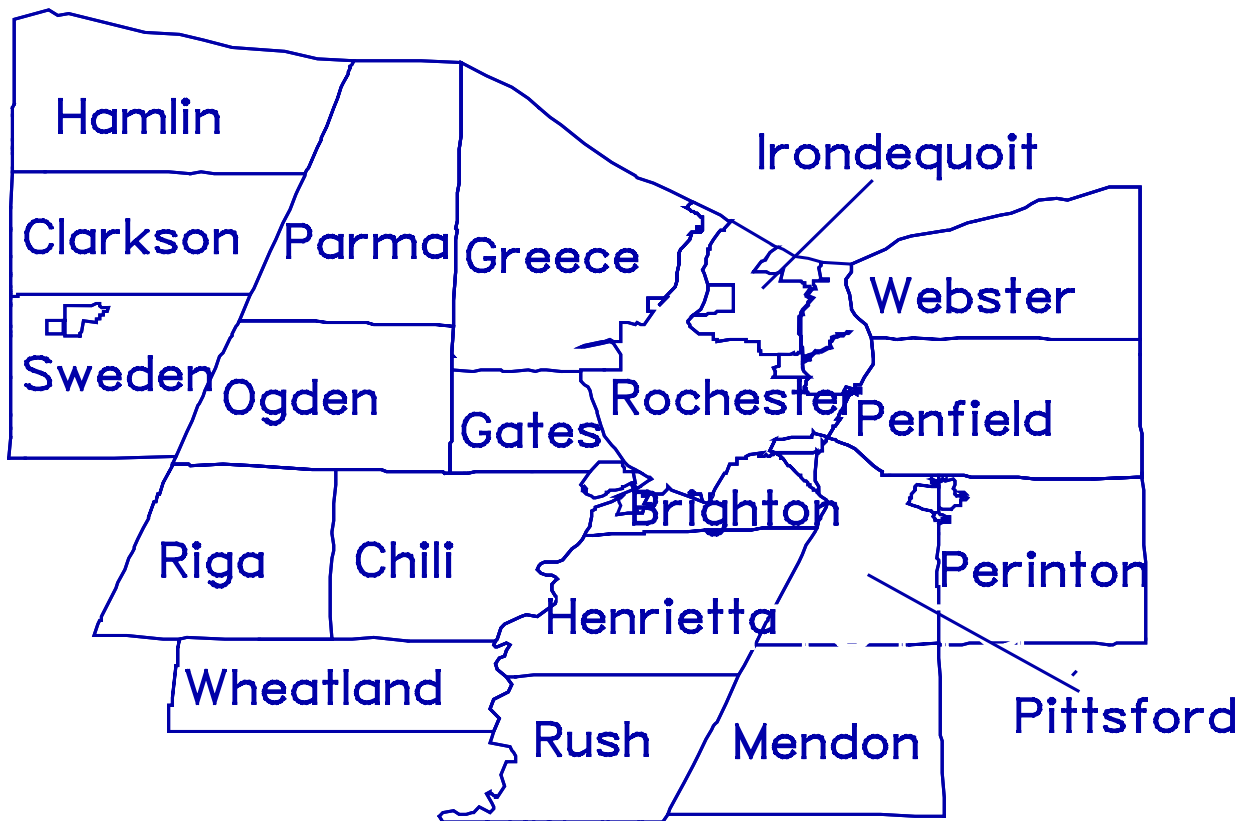 Hamlin
Irondequoit
Clarkson
Parma
Greece
Webster
Sweden
Ogden
Rochester
Gates
Penfield
Brighton
Riga
Chili
Perinton
Henrietta
Wheatland
Pittsford
Rush
Mendon